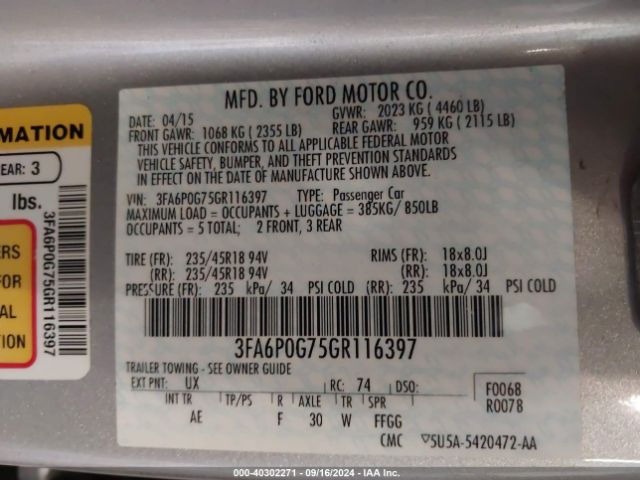 MFD. BY FORD MOTOR CO.
DATE: 04/15 GVWR: 2023 KG ( 4460 LB)
FRONT GAWR: 1068 KG ( 2355 LB) REAR GAWR: 959 KG ( 2115 LB)
THIS VEHICLE CONFORMS TO ALL APPLICABLE FEDERAL MOTOR
VEHICLE SAFETY, BUMPER, AND THEFT PREVENTION STANDARDS
IN EFFECT ON THE DATE OF MANUFACTURE SHOWN ABOVE.
VIN: 3FA6P0G75GR116397 TYPE: Passenger Car
MAXIMUM LOAD = OCCUPANTS + LUGGAGE = 385KG/ 850LB
OCCUPANTS = 5 TOTAL; 2 FRONT, 3 REAR
TIRE (FR): 235/45R18 94V RIMS (FR): 18x8.0J
(RR): 235/45R18 94V (RR): 18x8.0J
PRESSURE (FR): 235 kPa/ 34 PSI COLD (RR): 235 kPa/ 34 PSI COLD
3FA6P0G75GR116397
TRAILER TOWING - SEE OWNER GUIDE
EXT PNT: UX RC: 74 DSO:
INT TR TP/PS R AXLE TR SPR
AE F 30 W FFGG
F0068
R0078
CMC ▽5U5A-5420472-AA
RMATION
EAR: 3
lbs.
3FA6P0G75GR116397
ERS
FOR
AL
ION
000-40302271 - 09/16/2024 - IAA Inc.